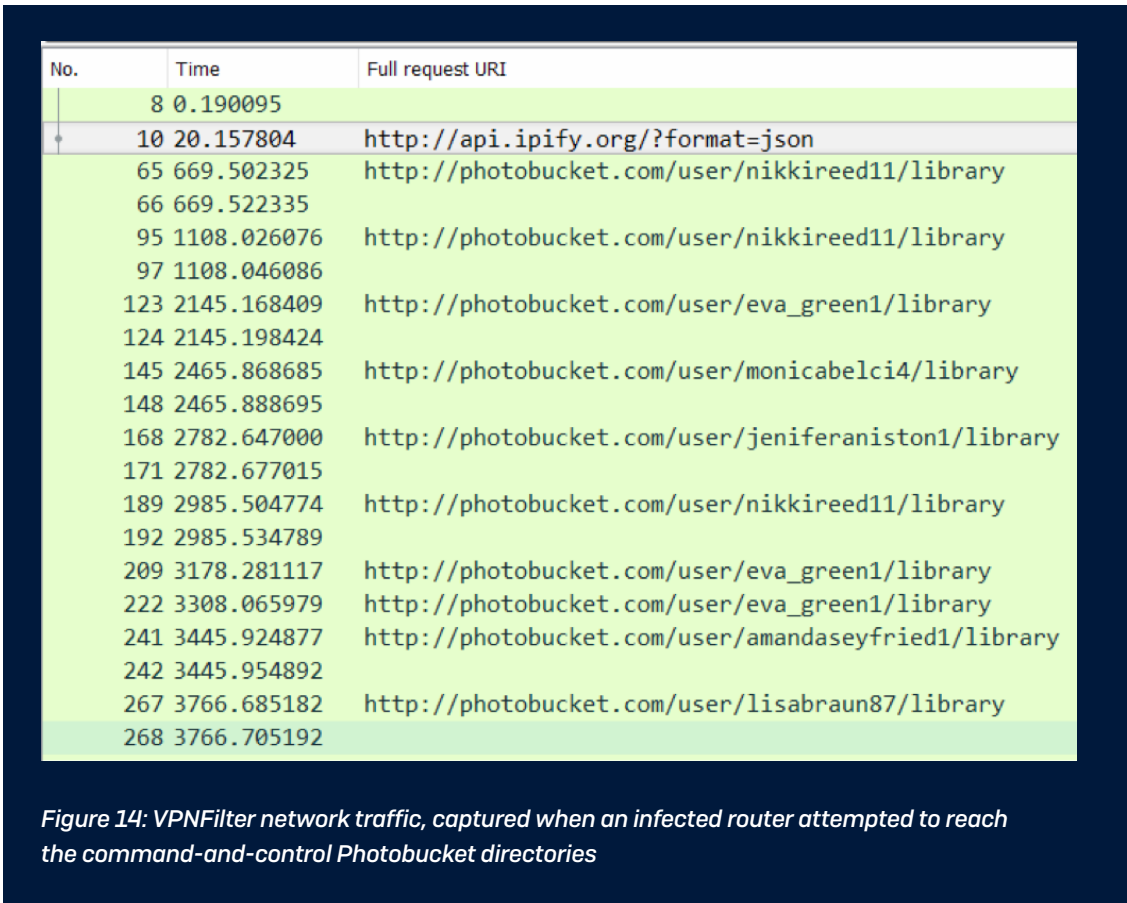 No. Time Full request URI
8 0.190095
10 20.157804 http://api.ipify.org/?format=json
65 669.502325 http://photobucket.com/user/nikkireed11/library
66 669.522335
95 1108.026076 http://photobucket.com/user/nikkireed11/library
97 1108.046086
123 2145.168409 http://photobucket.com/user/eva_green1/library
124 2145.198424
145 2465.868685 http://photobucket.com/user/monicabelci4/library
148 2465.888695
168 2782.647000 http://photobucket.com/user/jeniferaniston1/library
171 2782.677015
189 2985.504774 http://photobucket.com/user/nikkireed11/library
192 2985.534789
209 3178.281117 http://photobucket.com/user/eva_green1/library
222 3308.065979 http://photobucket.com/user/eva_green1/library
241 3445.924877 http://photobucket.com/user/amandaseyfried1/library
242 3445.954892
267 3766.685182 http://photobucket.com/user/lisabraun87/library
268 3766.705192
Figure 14: VPNFilter network traffic, captured when an infected router attempted to reach
the command-and-control Photobucket directories